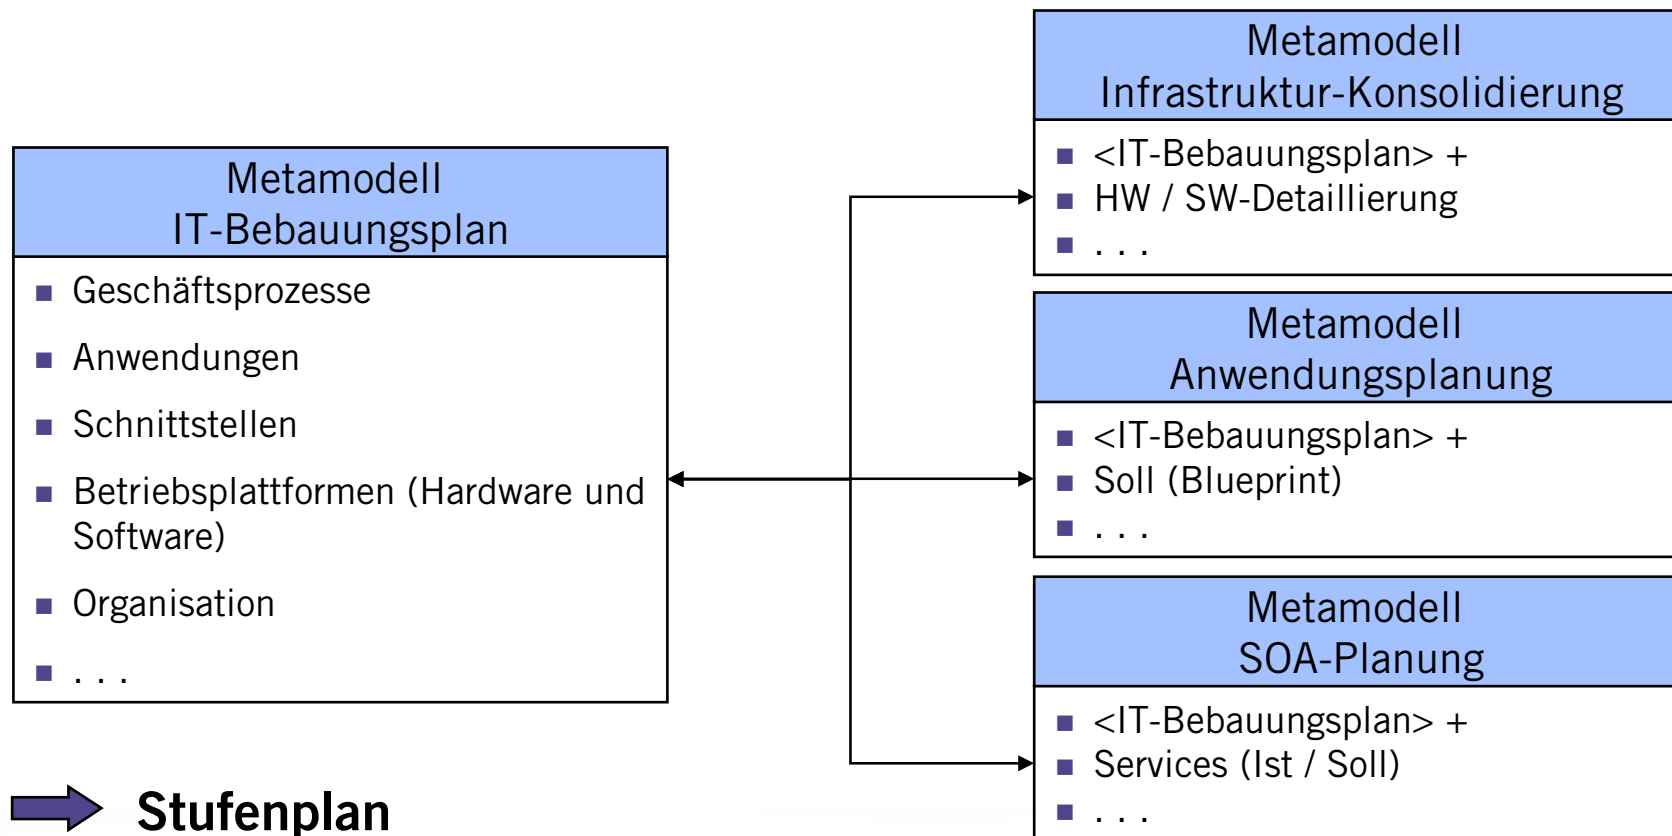 Metamodell
IT-Bebauungsplan
Geschäftsprozesse
Anwendungen
Schnittstellen
Betriebsplattformen (Hardware und
Software)
Organisation
. . .
Metamodell
Infrastruktur-Konsolidierung
<IT-Bebauungsplan> +
HW / SW-Detaillierung
. . .
Metamodell
Anwendungsplanung
<IT-Bebauungsplan> +
Soll (Blueprint)
. . .
Metamodell
SOA-Planung
<IT-Bebauungsplan> +
Services (Ist / Soll)
. . .
Stufenplan